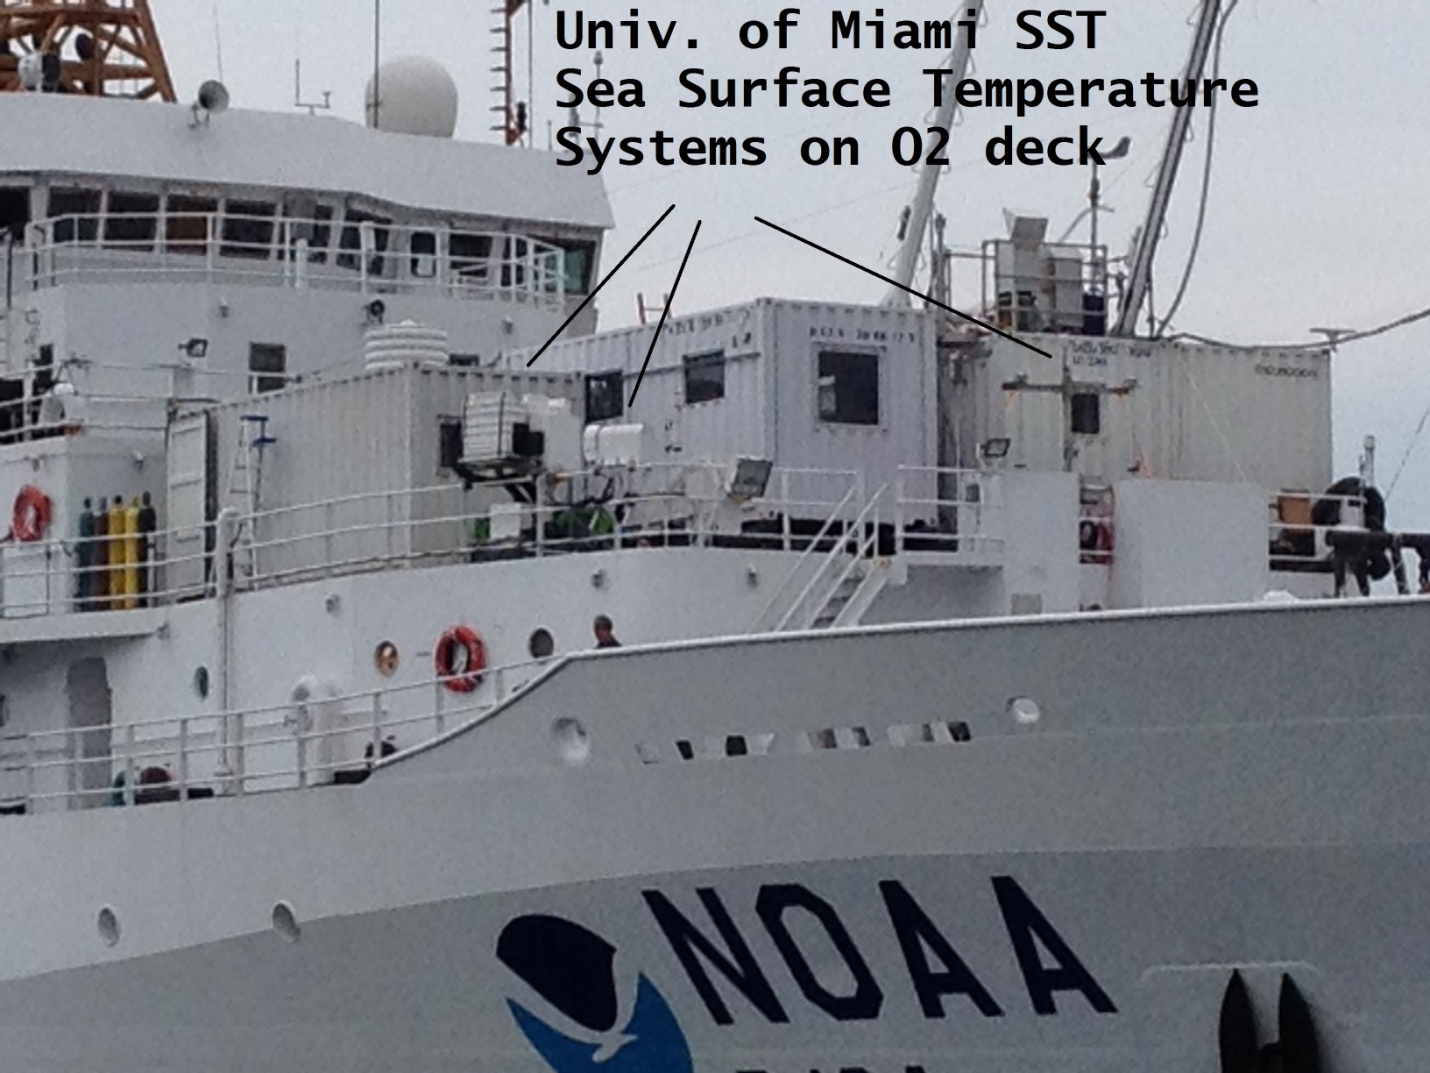 Univ. of Miami SST
Sea Surface Temperature
Systems on O2 deck
NOAA